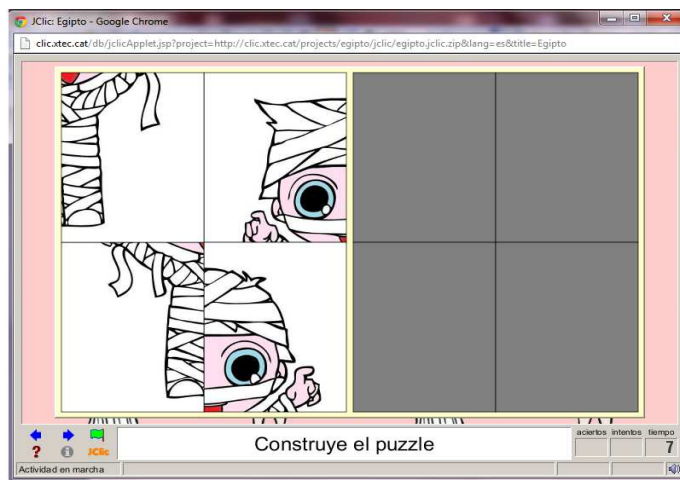 JClic: Egipto - Google Chrome
clic.xtec.cat/db/jclicApplet.jsp?project=http://clic.xtec.cat/projects/egipto/jclic/egipto.jclic.zip&lang=es&title=Egipto
Construye el puzzle
aciertos intentos tiempo
7
? i JClic
Actividad en marcha